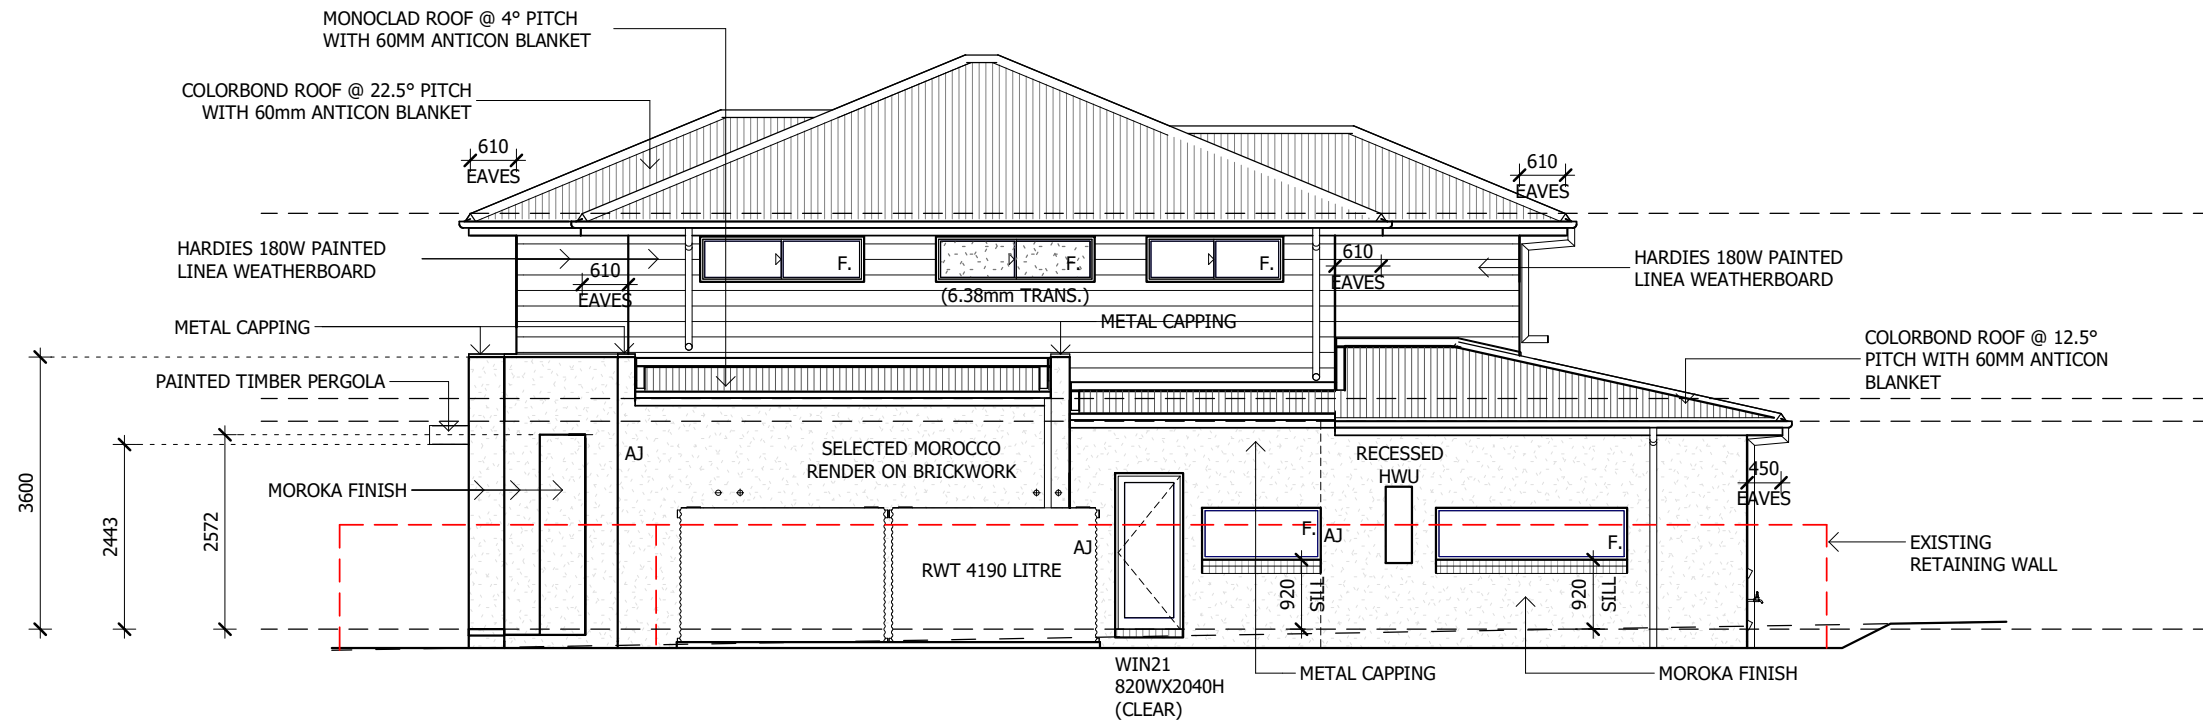 MONOCLAD ROOF @ 4° PITCH
WITH 60MM ANTICON BLANKET
COLORBOND ROOF @ 22.5° PITCH
WITH 60mm ANTICON BLANKET
610
EAVES
610
EAVES
HARDIES 180W PAINTED
LINEA WEATHERBOARD
610
EAVES
F.
F.
F.
(6.38mm TRANS.)
610
EAVES
HARDIES 180W PAINTED
LINEA WEATHERBOARD
METAL CAPPING
METAL CAPPING
COLORBOND ROOF @ 12.5°
PITCH WITH 60MM ANTICON
BLANKET
PAINTED TIMBER PERGOLA
SELECTED MOROCCO
RENDER ON BRICKWORK
AJ
RECESSED
HWU
450
EAVES
MOROKA FINISH
3600
2443
2572
AJ
F.
AJ
F.
RWT 4190 LITRE
920
SILL
920
SILL
EXISTING
RETAINING WALL
WIN21
820WX2040H
(CLEAR)
METAL CAPPING
MOROKA FINISH